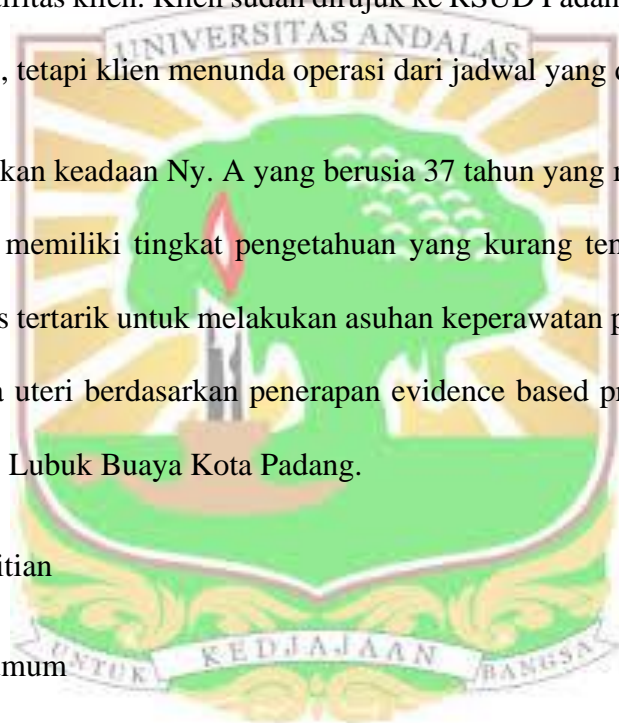 ilitas klien. Klien sudah dirujuk ke RSUD Padan
UNIVERSITAS ANDALAS
, tetapi klien menunda operasi dari jadwal yang
kan keadaan Ny. A yang berusia 37 tahun yang
memiliki tingkat pengetahuan yang kurang ten
s tertarik untuk melakukan asuhan keperawatan p
uteri berdasarkan penerapan evidence based pr
Lubuk Buaya Kota Padang.
itian
mum
UNTUK KEDJAJAAN BANGSA